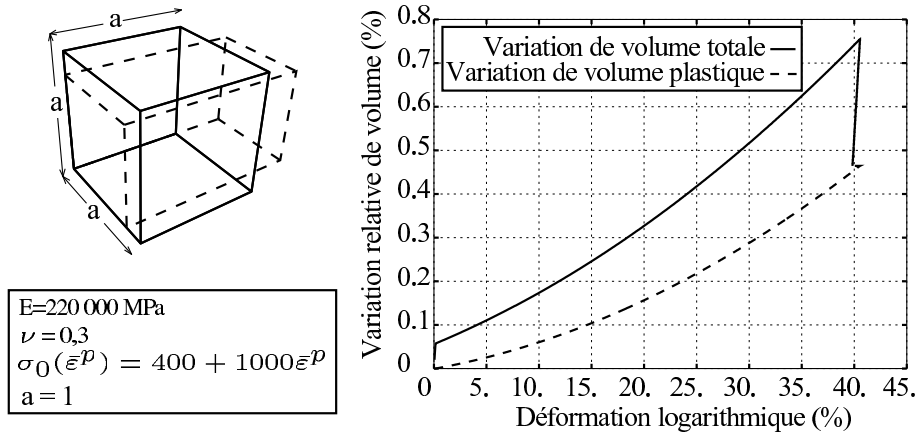 a
a
a
E=220 000 MPa
ν = 0,3
σ₀(ε̄ᵖ) = 400 + 1000ε̄ᵖ
a = 1
Variation relative de volume (%)
0.8
0.7
0.6
0.5
0.4
0.3
0.2
0.1
0
Variation de volume totale
Variation de volume plastique
0 5. 10. 15. 20. 25. 30. 35. 40. 45.
Déformation logarithmique (%)